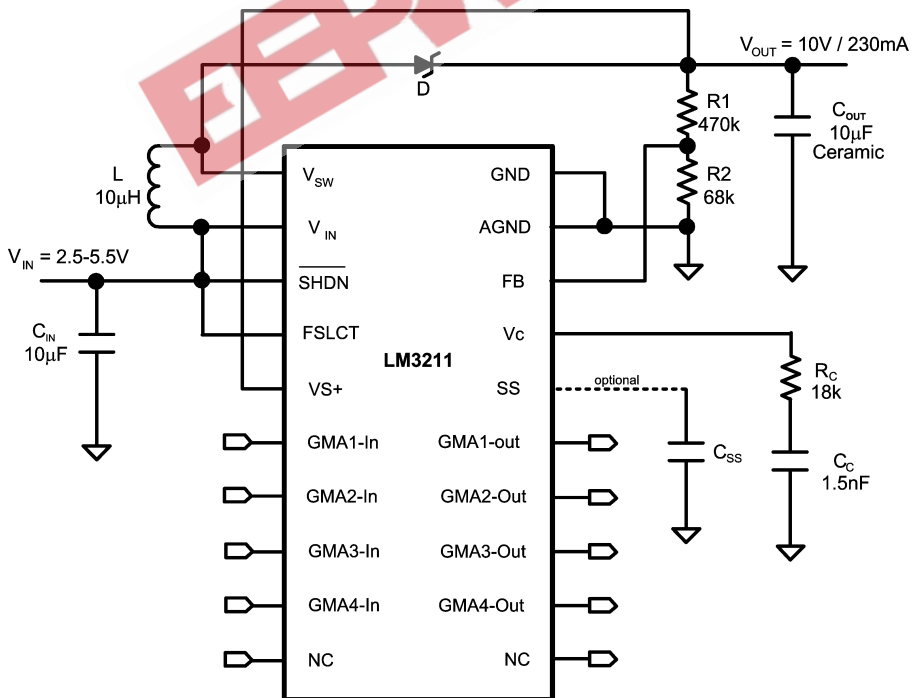 V_OUT = 10V / 230mA
D
R1
470k
C_OUT
10µF
Ceramic
L
10µH
R2
68k
V_SW
GND
V_IN
AGND
V_IN = 2.5-5.5V
SHDN
FB
C_IN
10µF
FSLCT
Vc
LM3211
R_C
18k
VS+
SS
optional
GMA1-In
GMA1-out
C_SS
C_C
1.5nF
GMA2-In
GMA2-Out
GMA3-In
GMA3-Out
GMA4-In
GMA4-Out
NC
NC